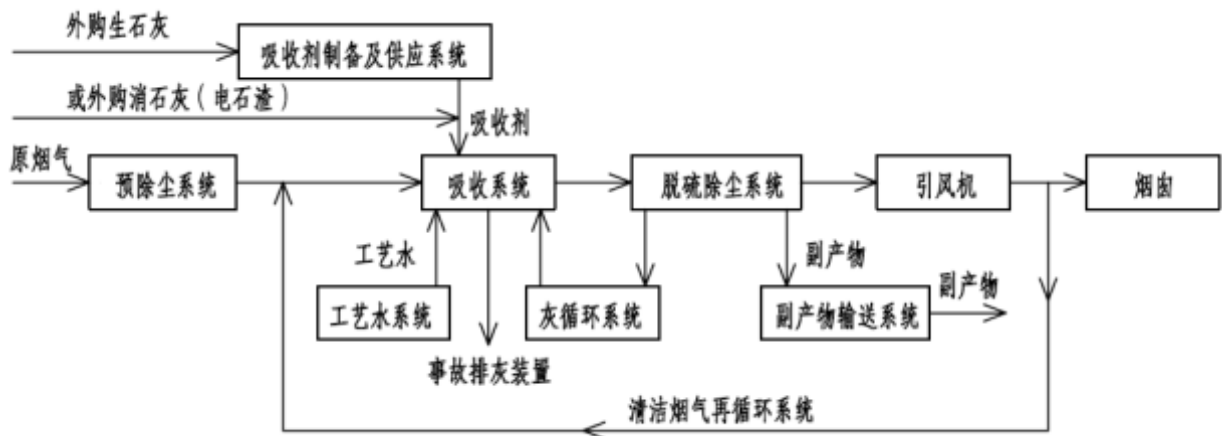 外购生石灰
吸收剂制备及供应系统
或外购消石灰(电石渣)
吸收剂
原烟气
预除尘系统
吸收系统
脱硫除尘系统
引风机
烟囱
工艺水
副产物
副产物
工艺水系统
灰循环系统
副产物输送系统
事故排灰装置
清洁烟气再循环系统